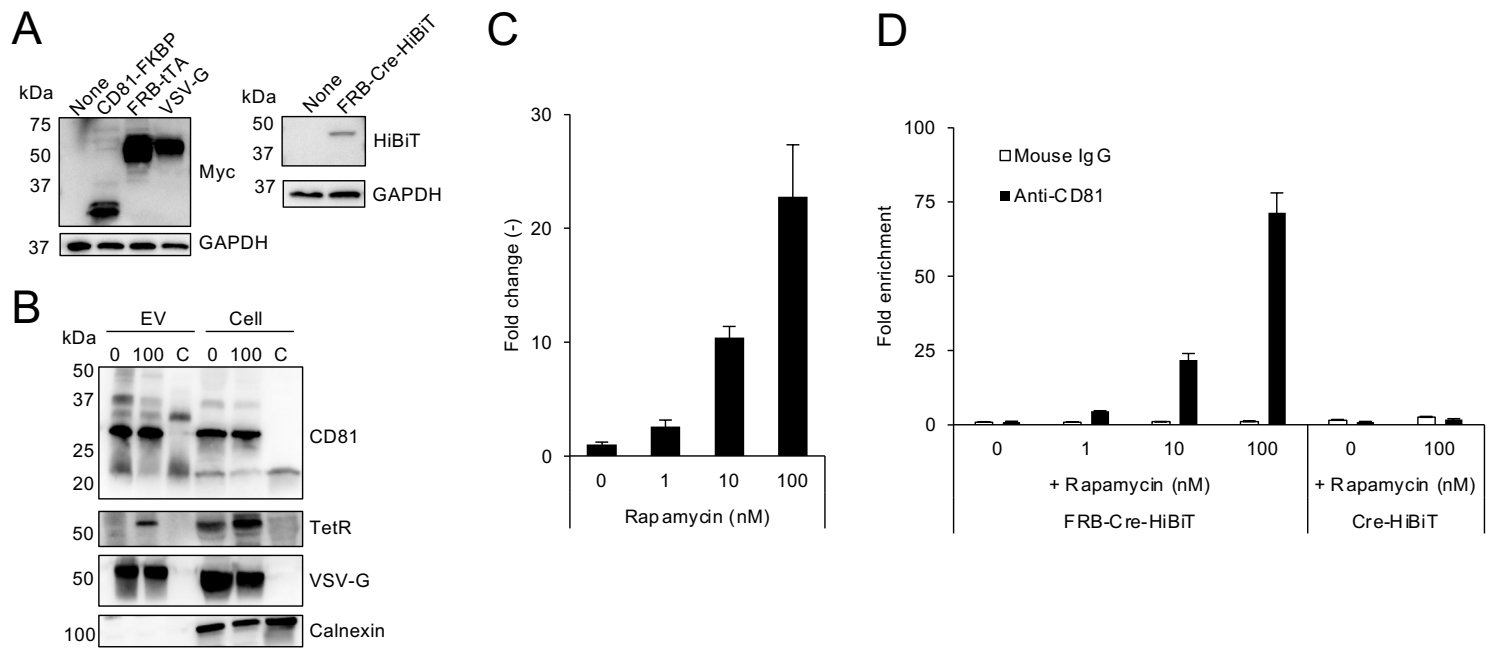 A
kDa
None
CD81-FKBP
FRB-tTA
VSV-G
75
50
37
Myc
37
GAPDH
kDa
None
FRB-Cre-HiBiT
50
37
HiBiT
37
GAPDH
B
EV Cell
kDa
0 100 C 0 100 C
50
37
25
20
CD81
50
TetR
50
VSV-G
100
Calnexin
C
Fold change (-)
30
20
10
0
0 1 10 100
Rapamycin (nM)
D
Fold enrichment
100
75
50
25
0
Mouse IgG
Anti-CD81
0 1 10 100 0 100
+ Rapamycin (nM) + Rapamycin (nM)
FRB-Cre-HiBiT Cre-HiBiT